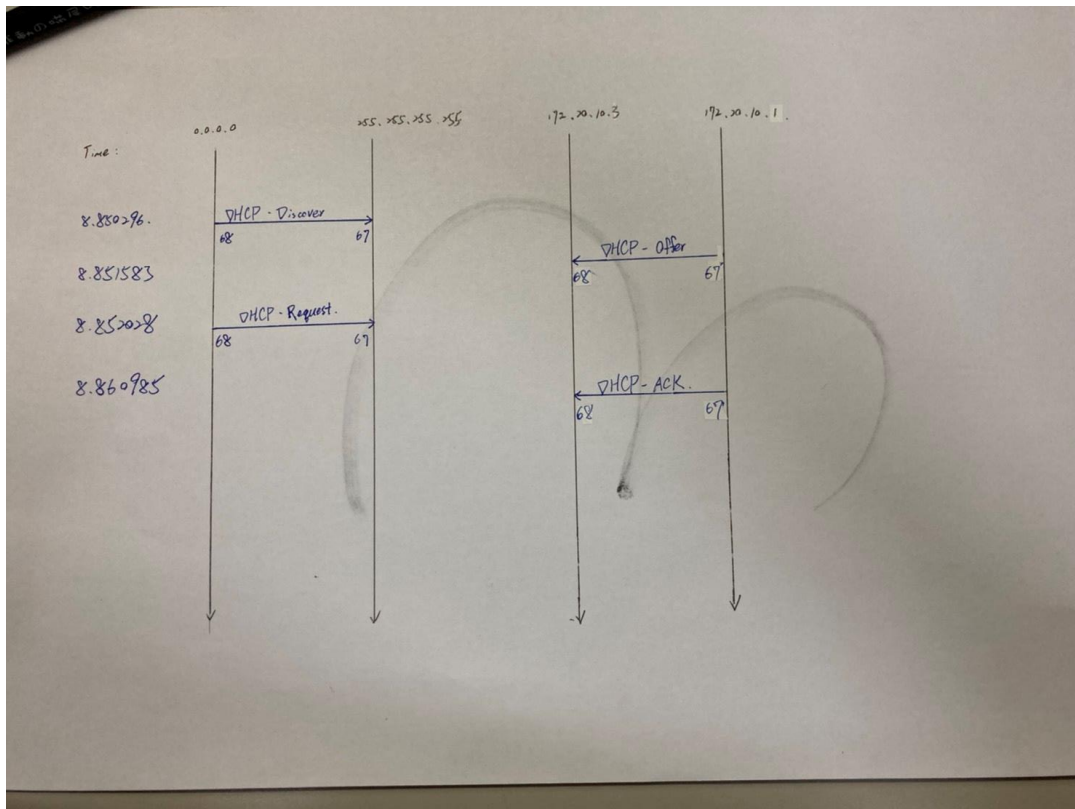 0.0.0.0 255.255.255.255 172.20.10.3 172.20.10.1.
Time:
8.850296. DHCP - Discover
68 67
DHCP - Offer
8.851583 68 67
8.852028 DHCP - Request.
68 67
8.860985 DHCP - ACK.
68 67